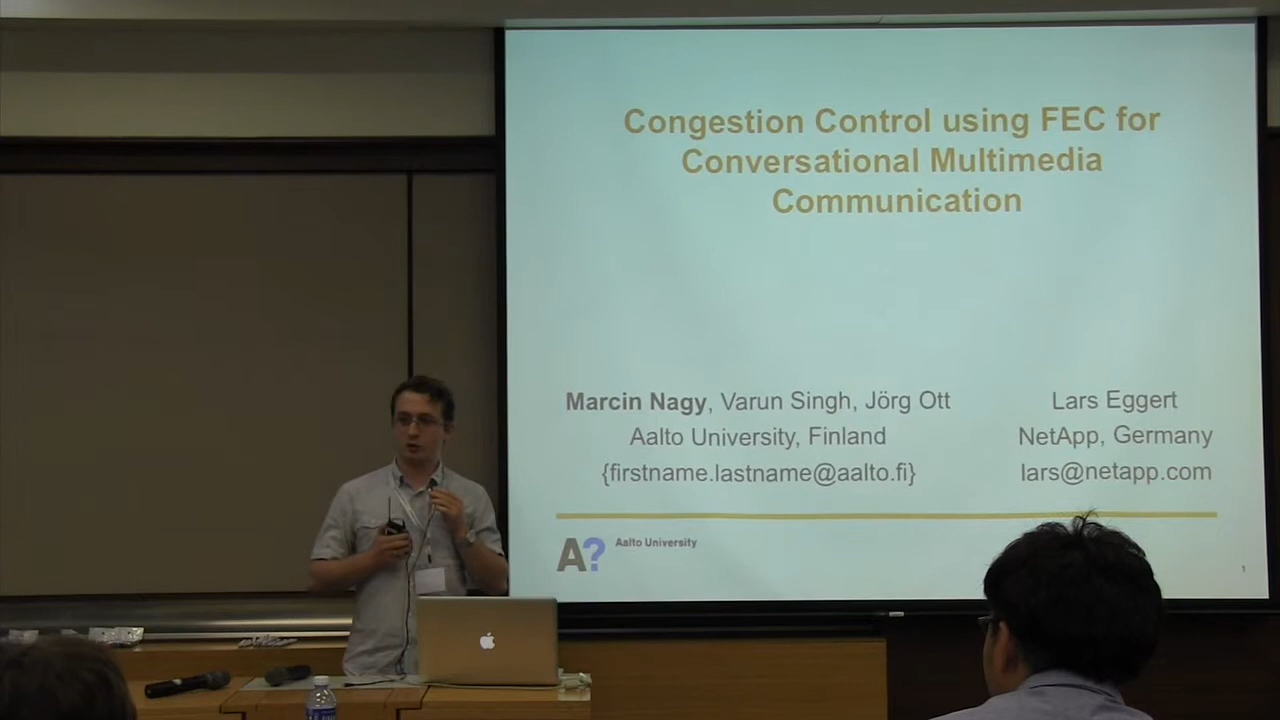 Congestion Control using FEC for
Conversational Multimedia
Communication
Marcin Nagy, Varun Singh, Jörg Ott
Aalto University, Finland
{firstname.lastname@aalto.fi}
Lars Eggert
NetApp, Germany
lars@netapp.com
A? Aalto University
1